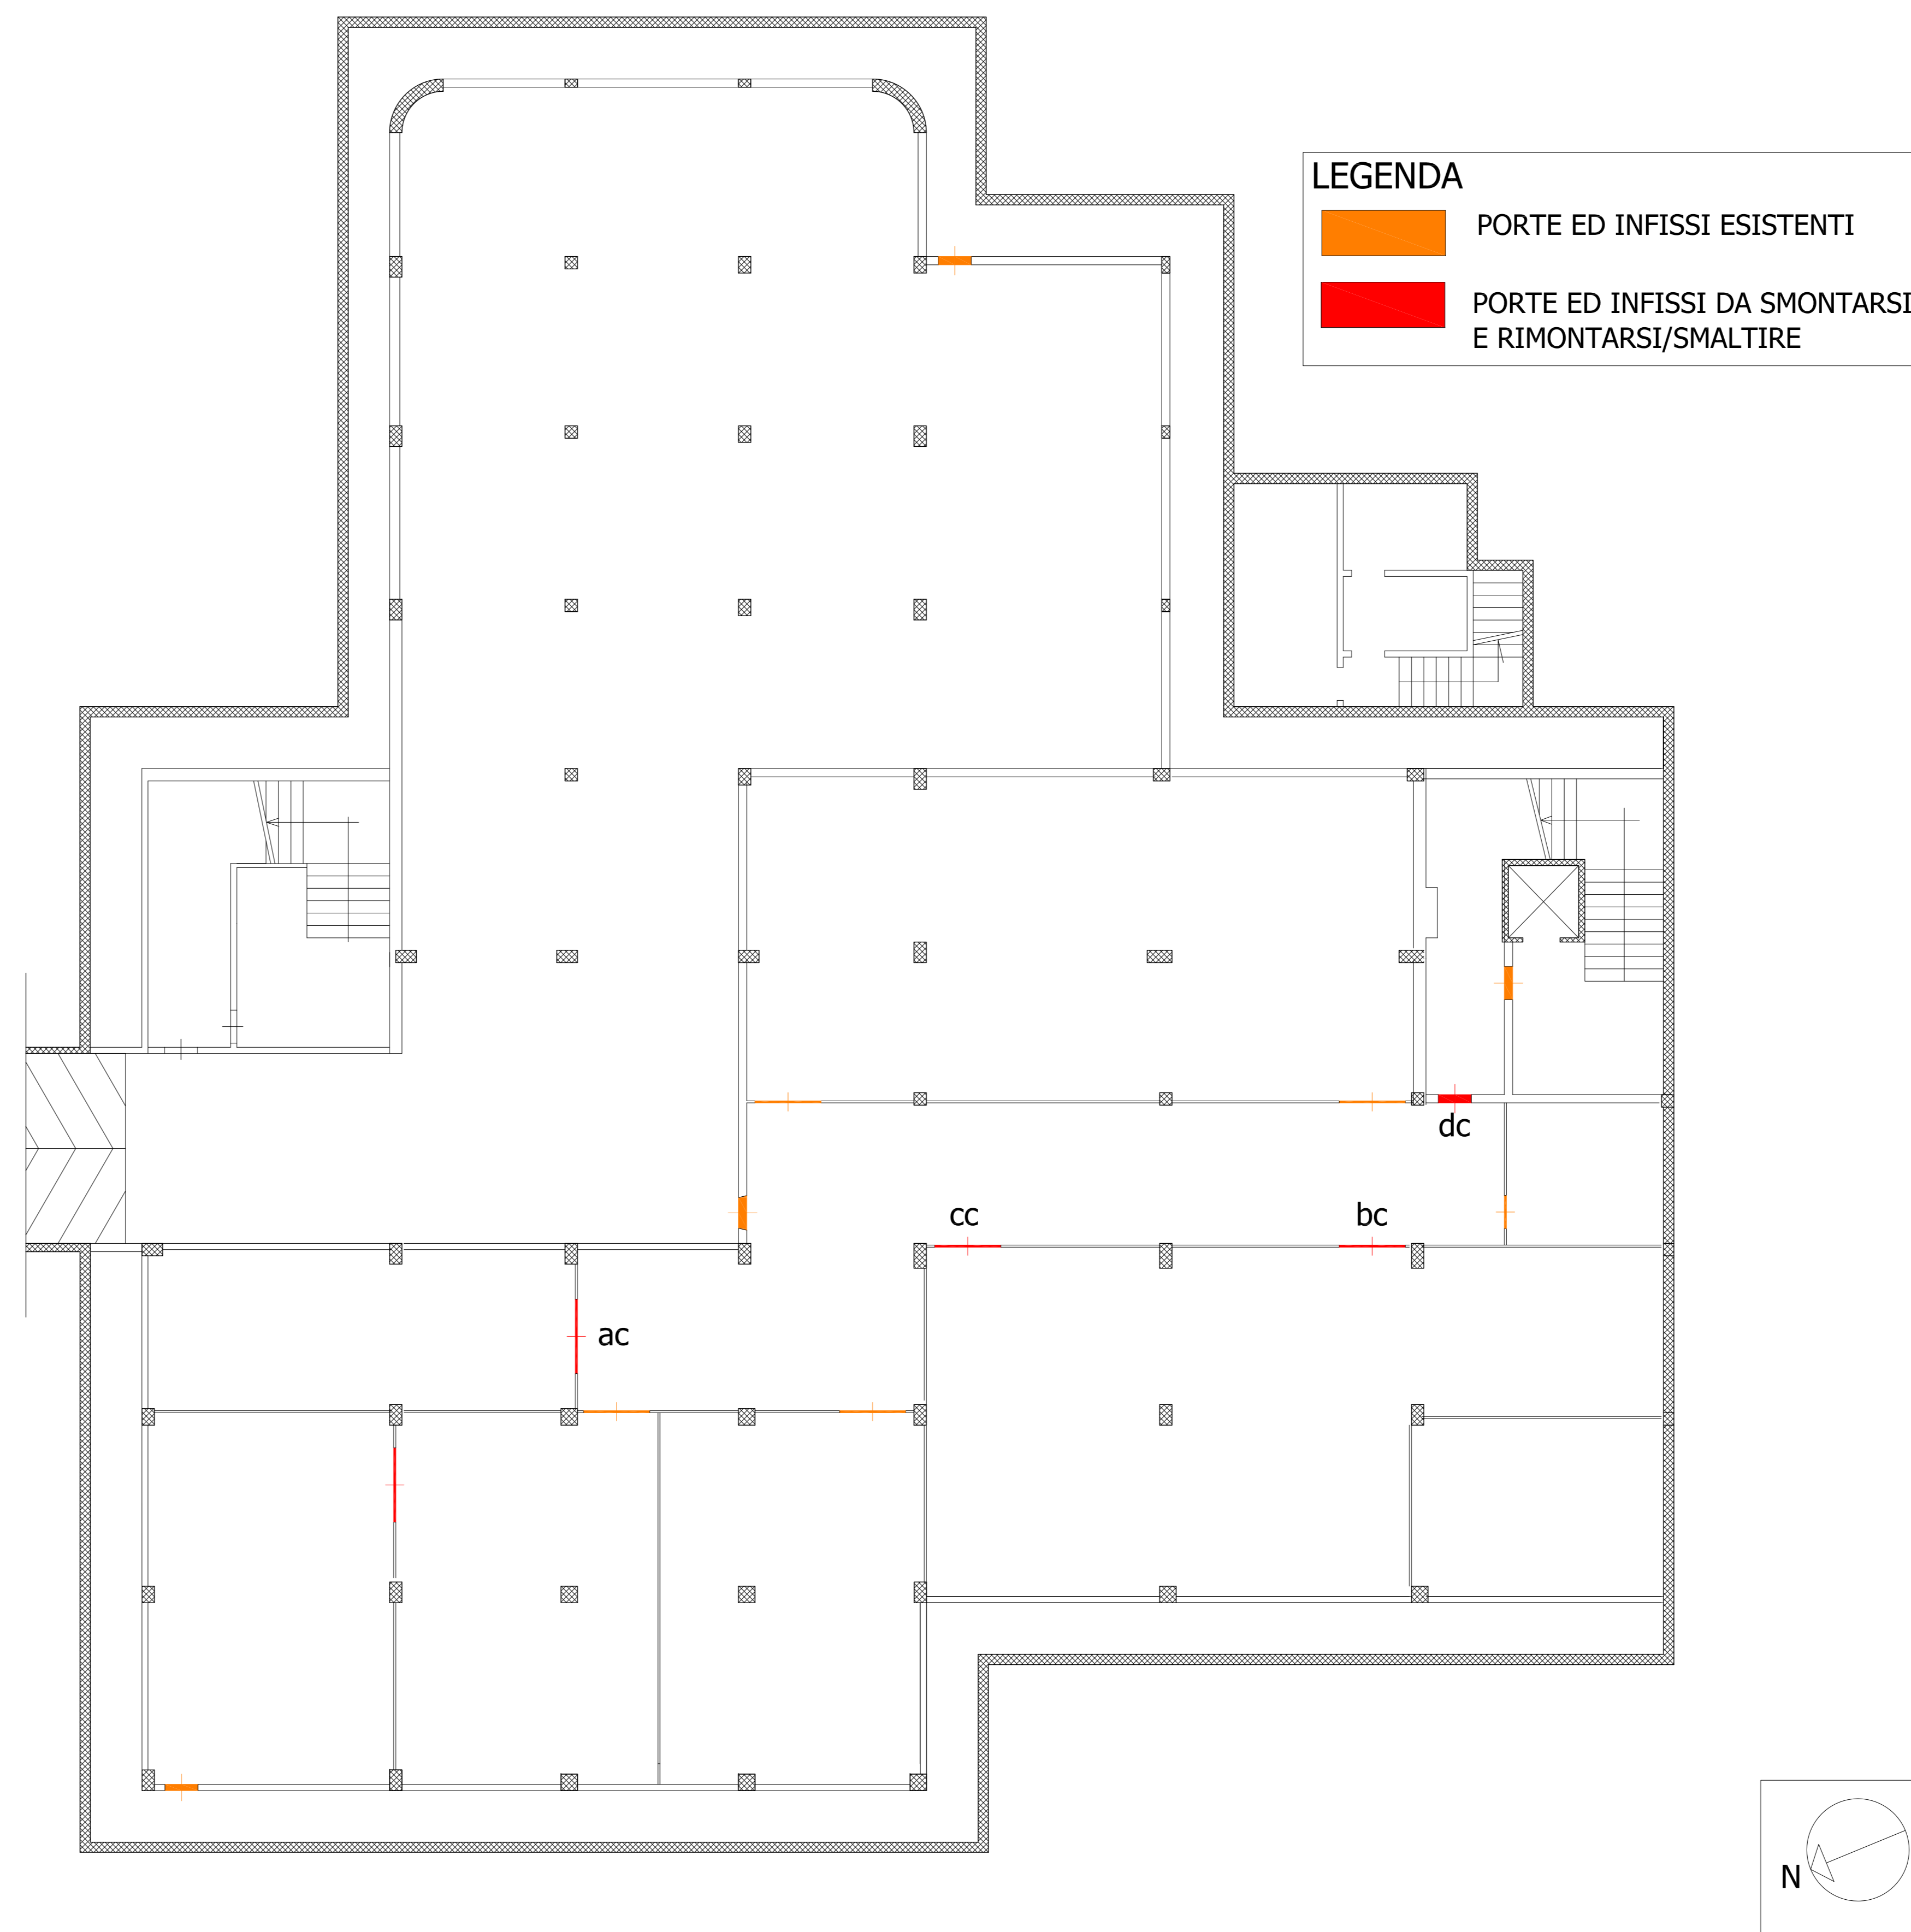 LEGENDA
PORTE ED INFISSI ESISTENTI
PORTE ED INFISSI DA SMONTARSI
E RIMONTARSI/SMALTIRE
dc
cc
bc
ac
N